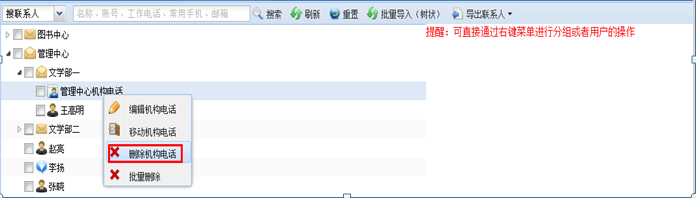 搜联系人 名称、账号、工作电话、常用手机、邮箱 搜索 刷新 重置 批量导入（树状） 导出联系人
图书中心
提醒：可直接通过右键菜单进行分组或者用户的操作
管理中心
文学部一
管理中心机构电话
王高明
文学部二
赵亮
李扬
张晓
编辑机构电话
移动机构电话
删除机构电话
批量删除